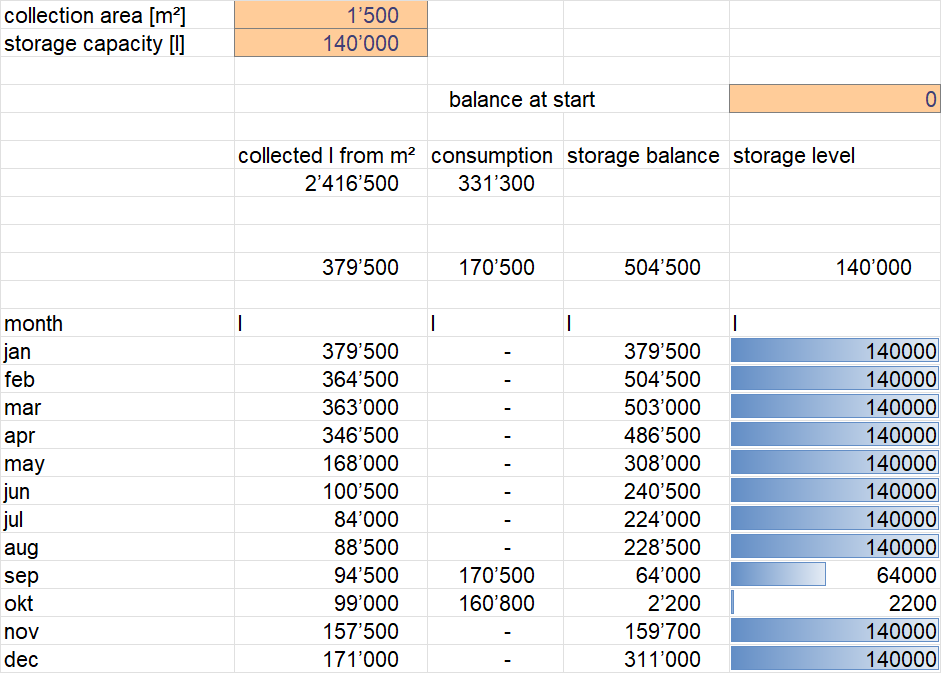 collection area [m²] 1’500
storage capacity [l] 140’000
balance at start 0
collected l from m² consumption storage balance storage level
2’416’500 331’300
379’500 170’500 504’500 140’000
month l l l l
jan 379’500 - 379’500 140000
feb 364’500 - 504’500 140000
mar 363’000 - 503’000 140000
apr 346’500 - 486’500 140000
may 168’000 - 308’000 140000
jun 100’500 - 240’500 140000
jul 84’000 - 224’000 140000
aug 88’500 - 228’500 140000
sep 94’500 170’500 64’000 64000
okt 99’000 160’800 2’200 2200
nov 157’500 - 159’700 140000
dec 171’000 - 311’000 140000